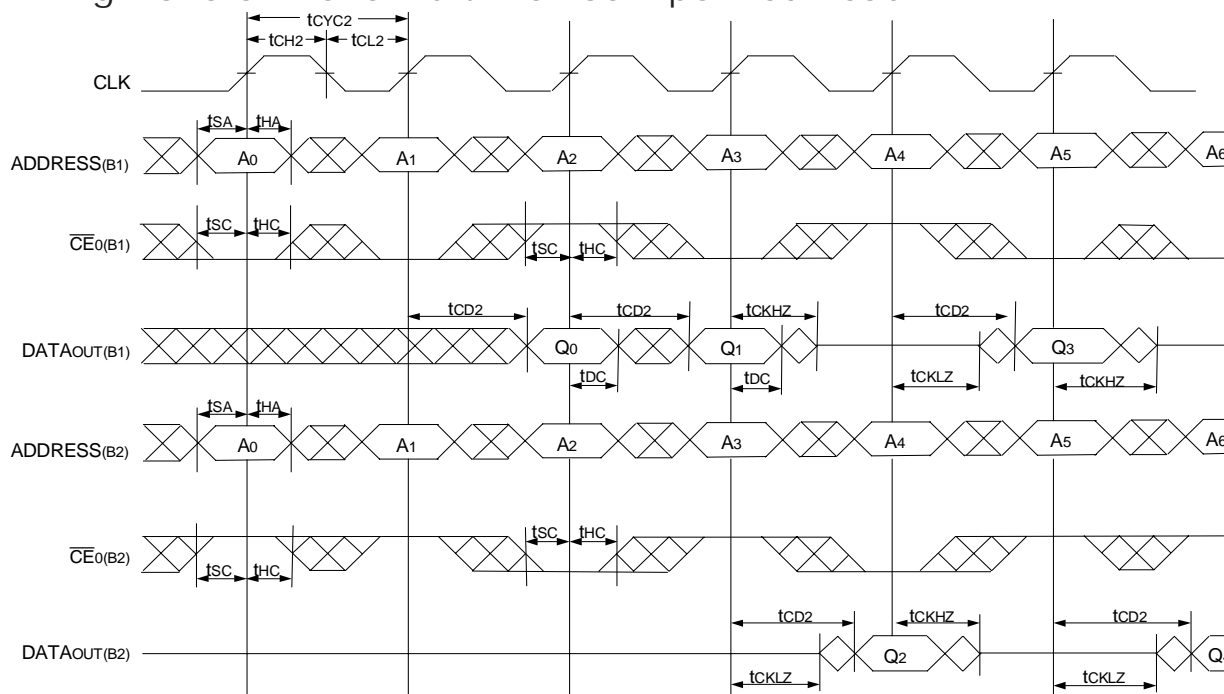 tCYC2
tCH2 tCL2
CLK
tSA tHA
ADDRESS(B1) A0 A1 A2 A3 A4 A5 A6
tSC tHC
CE0(B1)
tSC tHC
tCD2 tCD2 tCKHZ tCD2
DATAOUT(B1) Q0 Q1 Q3
tDC tDC tCKLZ tCKHZ
tSA tHA
ADDRESS(B2) A0 A1 A2 A3 A4 A5 A6
tSC tHC
CE0(B2)
tSC tHC
tCD2 tCKHZ tCD2
DATAOUT(B2) Q2
tCKLZ tCKLZ